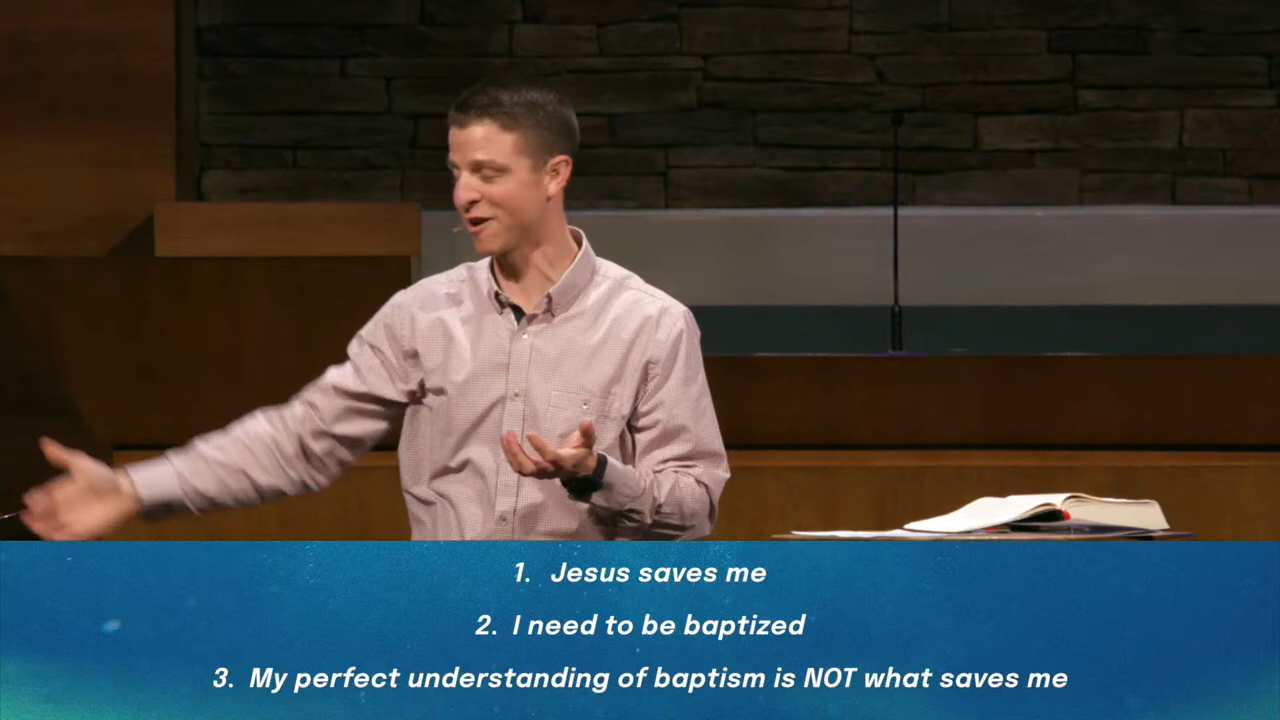 1. Jesus saves me
2. I need to be baptized
3. My perfect understanding of baptism is NOT what saves me